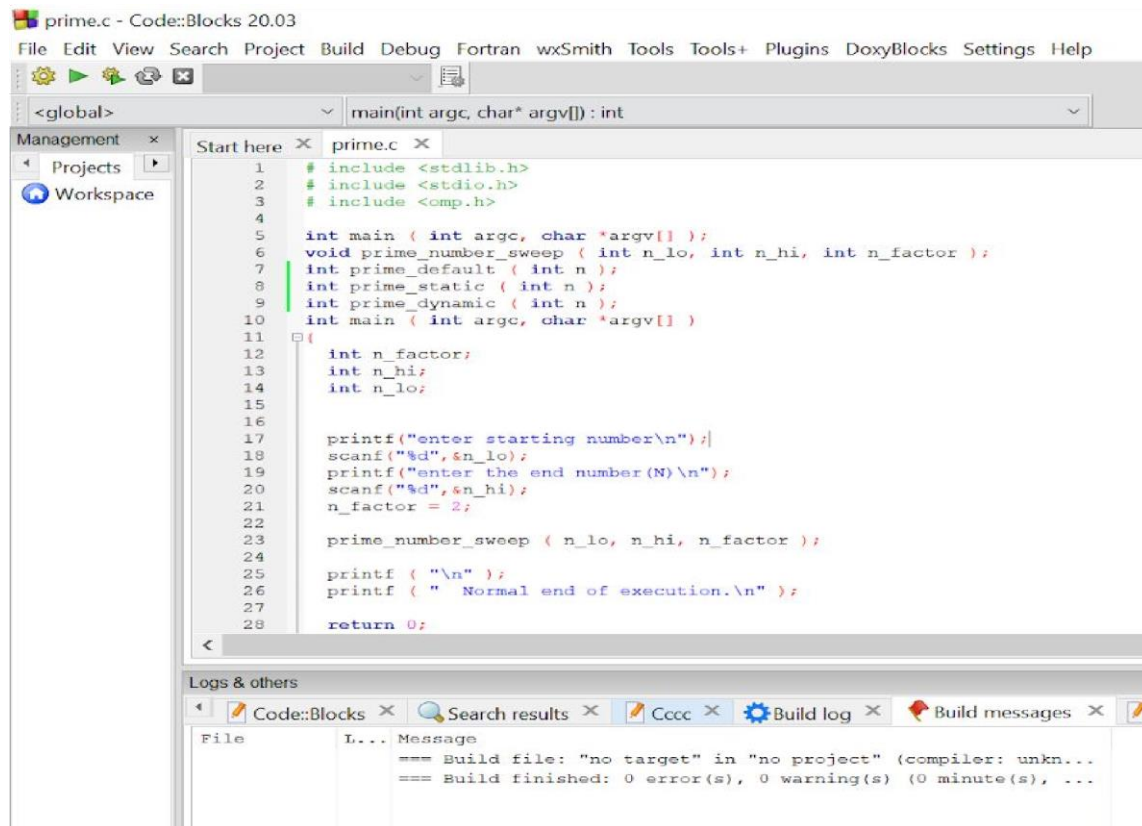 prime.c - Code::Blocks 20.03
File Edit View Search Project Build Debug Fortran wxSmith Tools Tools+ Plugins DoxyBlocks Settings Help
<global> main(int argc, char* argv[]) : int
Management ×
Projects
Workspace
Start here × prime.c ×
1 # include <stdlib.h>
2 # include <stdio.h>
3 # include <omp.h>
4
5 int main ( int argc, char *argv[] );
6 void prime_number_sweep ( int n_lo, int n_hi, int n_factor );
7 int prime_default ( int n );
8 int prime_static ( int n );
9 int prime_dynamic ( int n );
10 int main ( int argc, char *argv[] )
11 {
12 int n_factor;
13 int n_hi;
14 int n_lo;
15
16
17 printf("enter starting number\n");
18 scanf("%d",&n_lo);
19 printf("enter the end number(N)\n");
20 scanf("%d",&n_hi);
21 n_factor = 2;
22
23 prime_number_sweep ( n_lo, n_hi, n_factor );
24
25 printf ( "\n" );
26 printf ( "  Normal end of execution.\n" );
27
28 return 0;
Logs & others
Code::Blocks × Search results × Cccc × Build log × Build messages ×
File L... Message
=== Build file: "no target" in "no project" (compiler: unkn...
=== Build finished: 0 error(s), 0 warning(s) (0 minute(s), ...